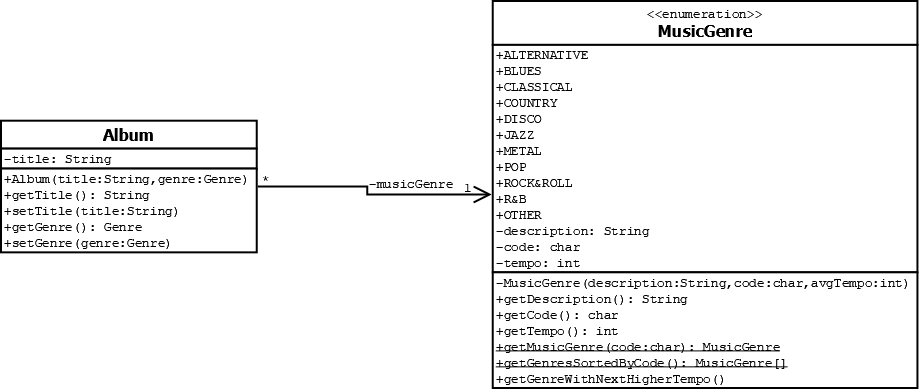 Album
-title: String
+Album(title:String,genre:Genre)
+getTitle(): String
+setTitle(title:String)
+getGenre(): Genre
+setGenre(genre:Genre)
*
-musicGenre
1
<<enumeration>>
MusicGenre
+ALTERNATIVE
+BLUES
+CLASSICAL
+COUNTRY
+DISCO
+JAZZ
+METAL
+POP
+ROCK&ROLL
+R&B
+OTHER
-description: String
-code: char
-tempo: int
-MusicGenre(description:String,code:char,avgTempo:int)
+getDescription(): String
+getCode(): char
+getTempo(): int
+getMusicGenre(code:char): MusicGenre
+getGenresSortedByCode(): MusicGenre[]
+getGenreWithNextHigherTempo()